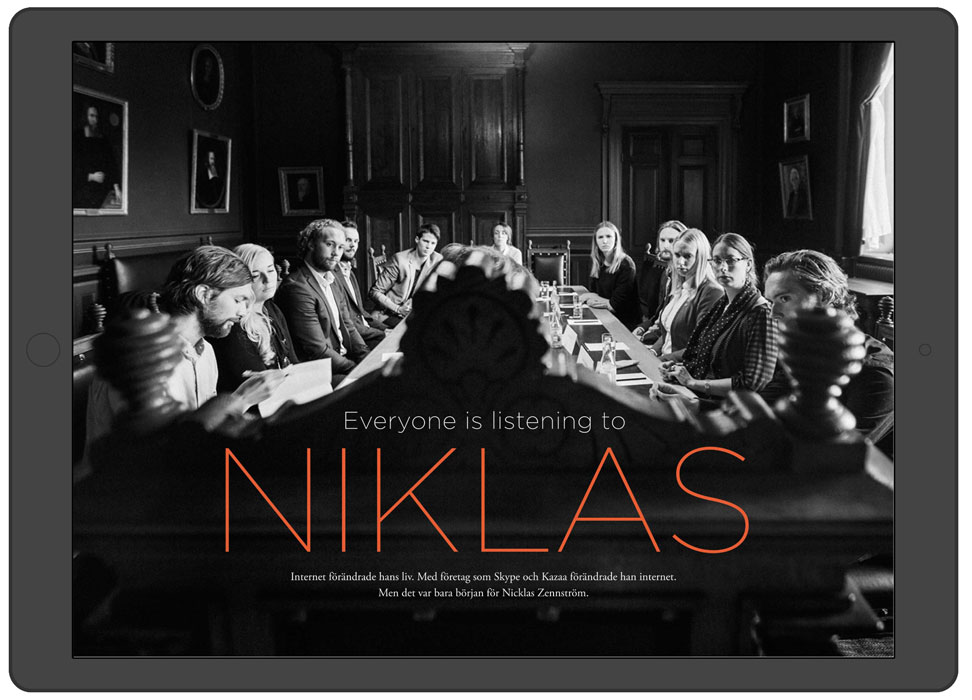 Everyone is listening to
NIKLAS
Internet förändrade hans liv. Med företag som Skype och Kazaa förändrade han internet.
Men det var bara början för Nicklas Zennström.